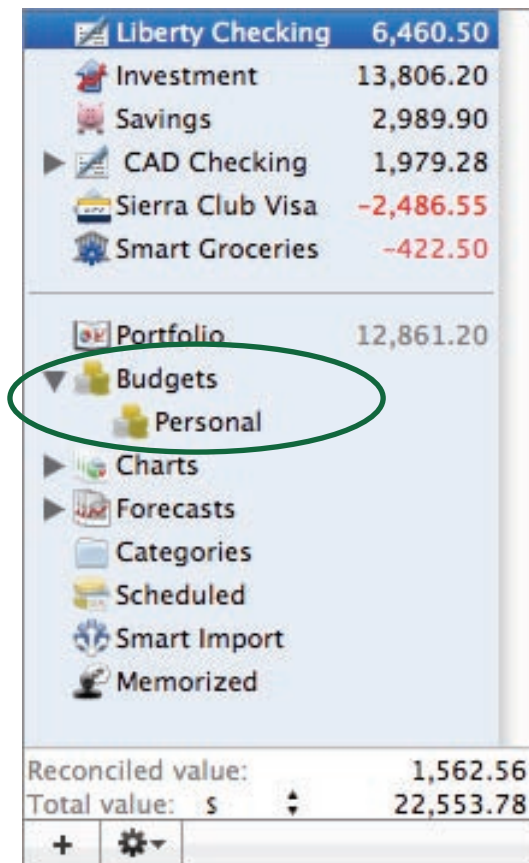 Liberty Checking 6,460.50
Investment 13,806.20
Savings 2,989.90
CAD Checking 1,979.28
Sierra Club Visa -2,486.55
Smart Groceries -422.50
Portfolio 12,861.20
Budgets
Personal
Charts
Forecasts
Categories
Scheduled
Smart Import
Memorized
Reconciled value: 1,562.56
Total value: $ 22,553.78
+